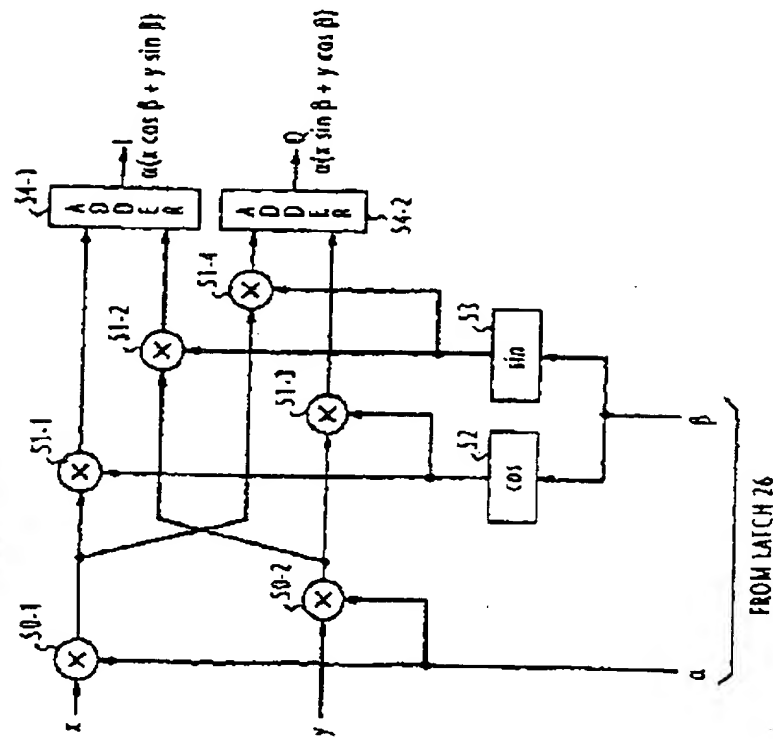 x
50-1
51-1
54-1
ADDER
I
α(x cos β + y sin β)
51-2
51-4
ADDER
Q
α(x sin β + y cos β)
54-2
51-3
50-2
y
52
cos
53
sin
α
β
FROM LATCH 26